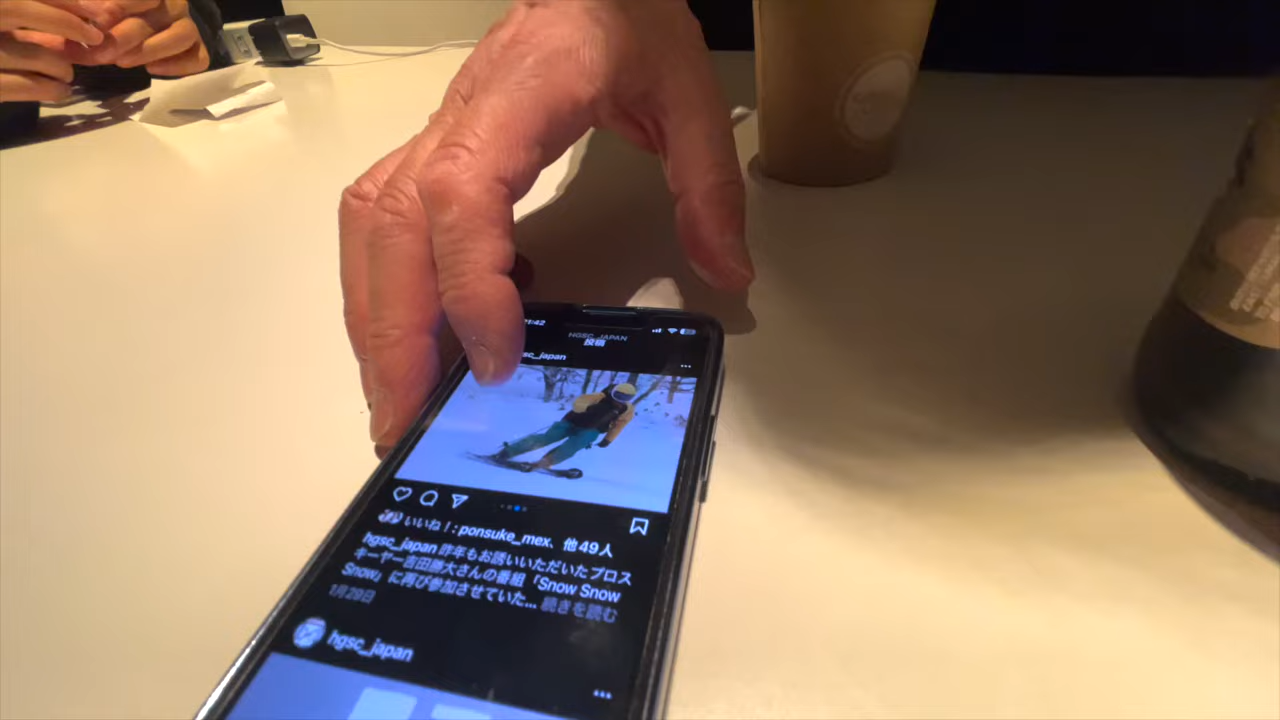 HGSC_JAPAN
投稿
sc_japan
いいね！: ponsuke_mex、他49人
hgsc_japan 昨年もお誘いいただいたプロス
キーヤー吉田勝大さんの番組「Snow Snow
Snow」に再び参加させていた... 続きを読む
1月29日
hgsc_japan